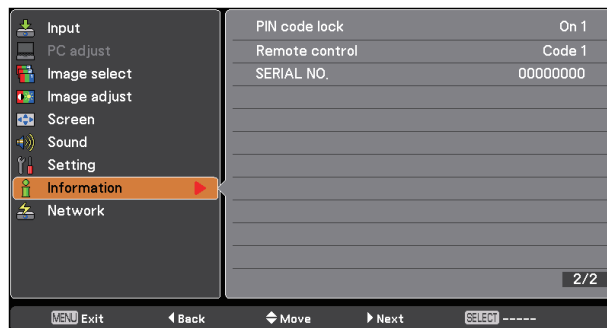 Input
PC adjust
Image select
Image adjust
Screen
Sound
Setting
Information
Network
PIN code lock On 1
Remote control Code 1
SERIAL NO. 00000000
2/2
MENU Exit Back Move Next SELECT -----